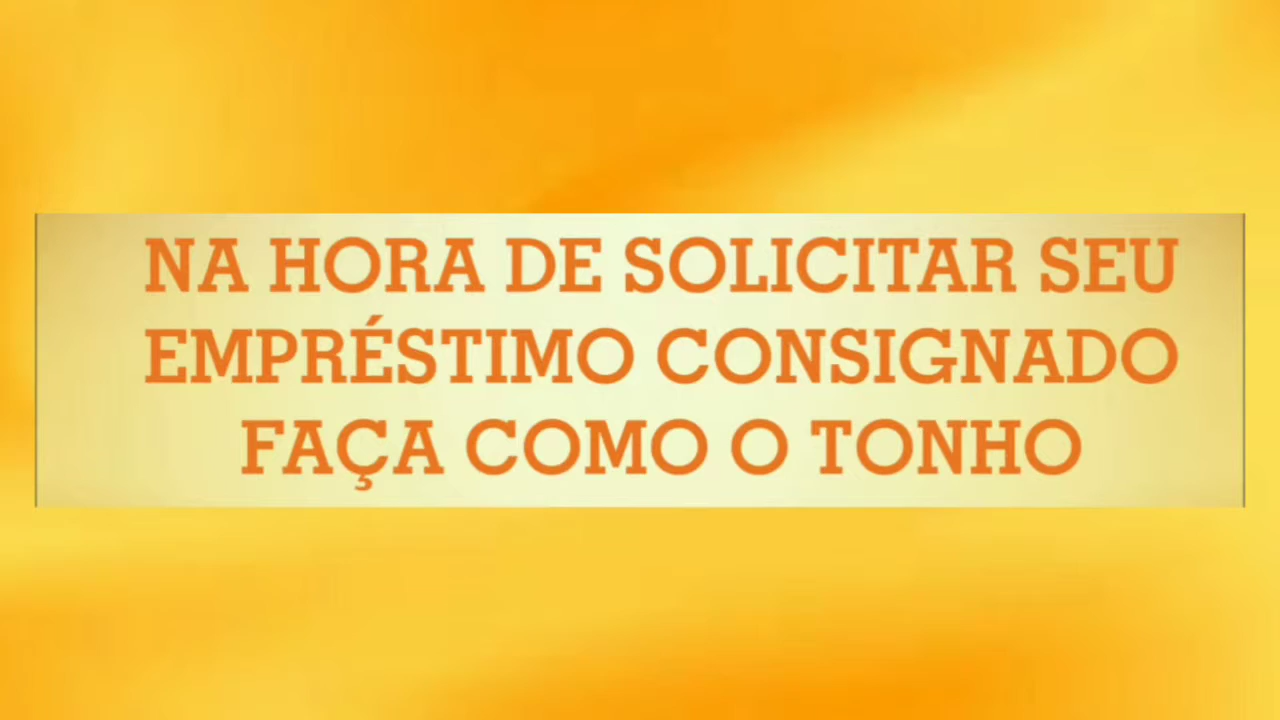 NA HORA DE SOLICITAR SEU
EMPRÉSTIMO CONSIGNADO
FAÇA COMO O TONHO